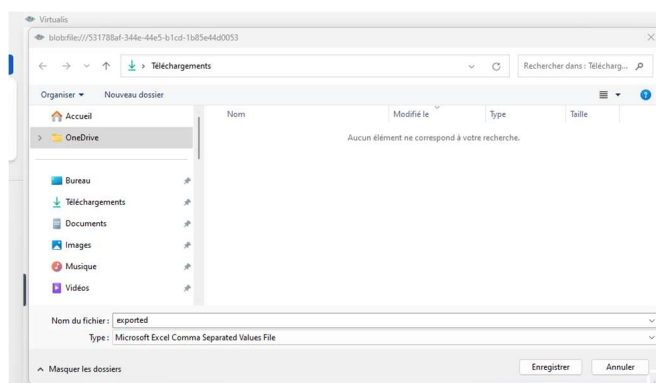 Virtualis
blob:file:///531788af-344e-44e5-b1cd-1b85e44d0053
Téléchargements
Rechercher dans : Télécharg...
Organiser
Nouveau dossier
Nom
Modifié le
Type
Taille
Accueil
Aucun élément ne correspond à votre recherche.
OneDrive
Bureau
Téléchargements
Documents
Images
Musique
Vidéos
Nom du fichier : exported
Type : Microsoft Excel Comma Separated Values File
Masquer les dossiers
Enregistrer
Annuler